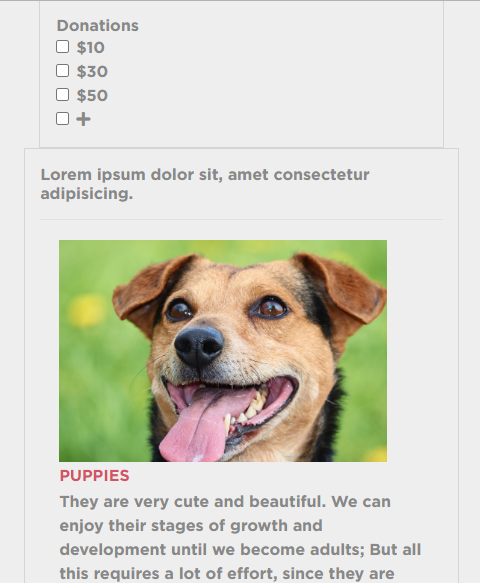 Donations
$10
$30
$50
+
Lorem ipsum dolor sit, amet consectetur
adipisicing.
PUPPIES
They are very cute and beautiful. We can
enjoy their stages of growth and
development until we become adults; But all
this requires a lot of effort, since they are